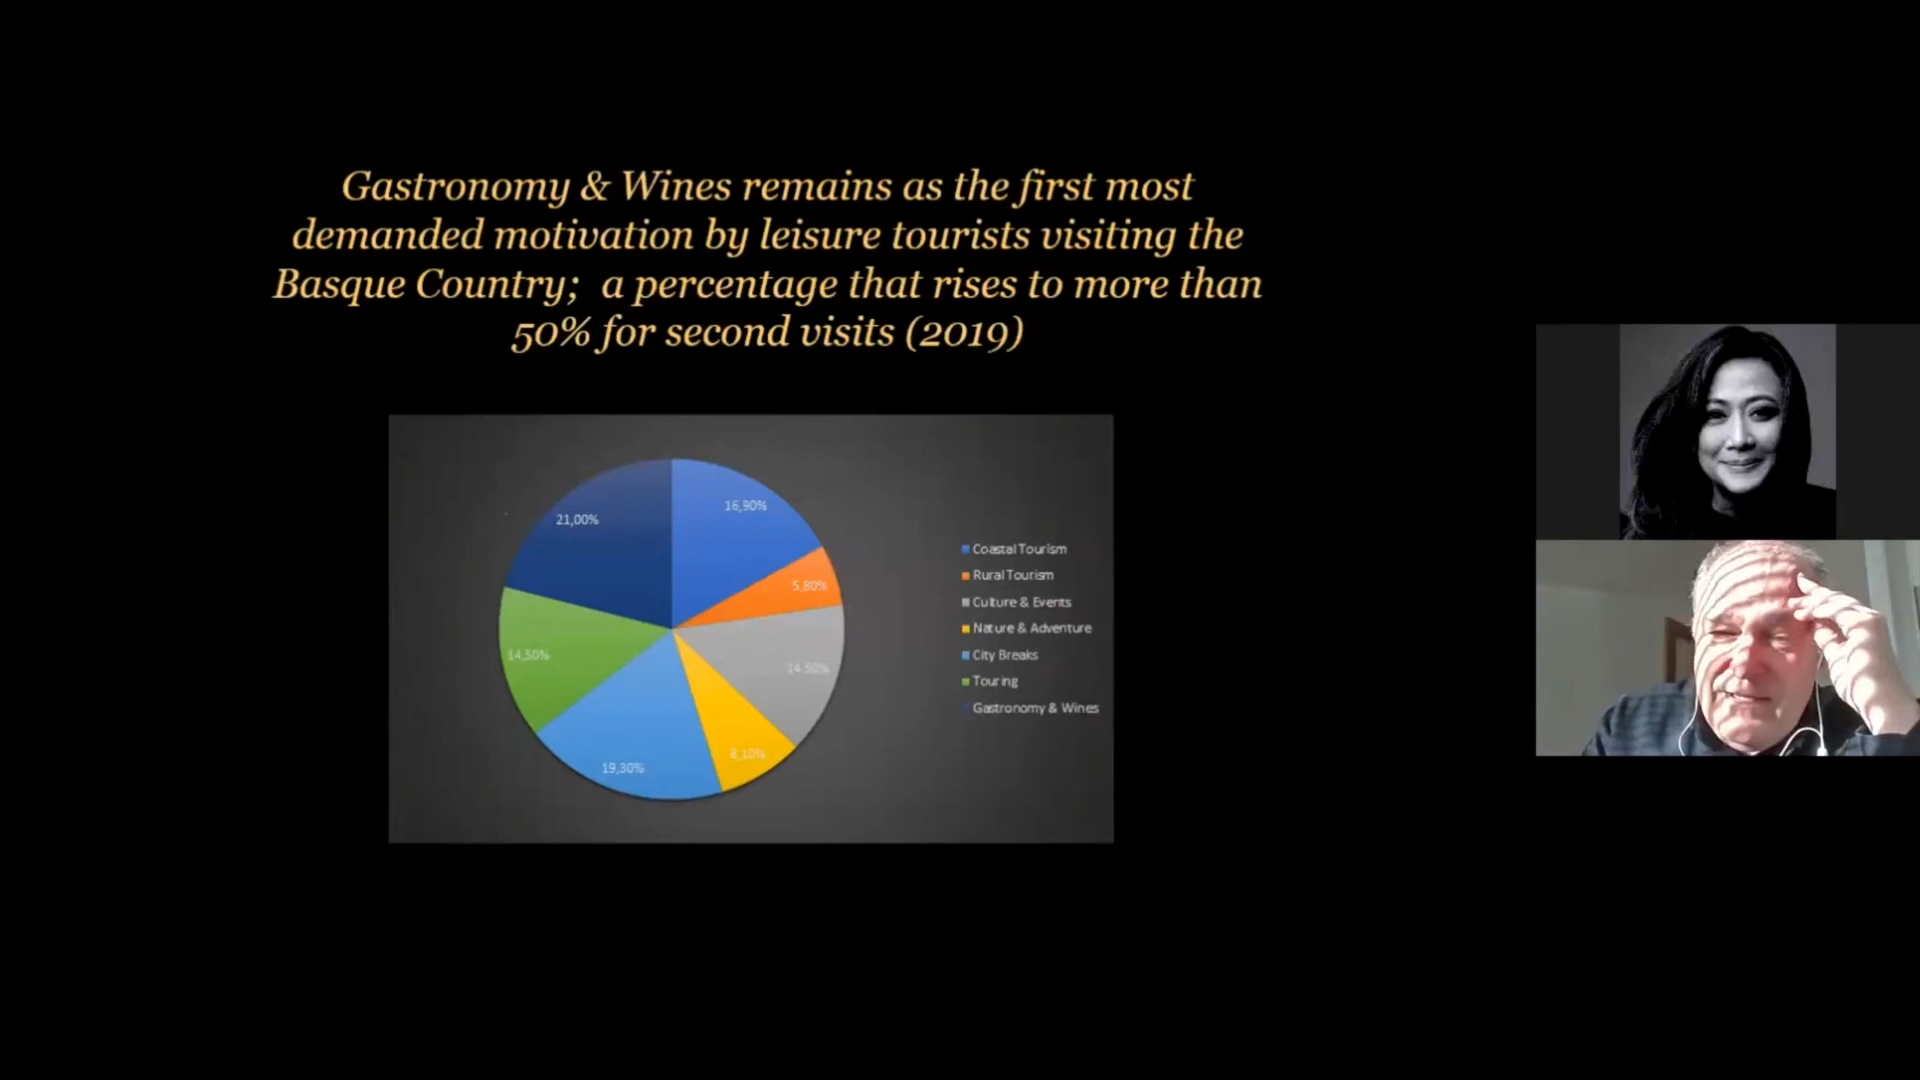 Gastronomy & Wines remains as the first most
demanded motivation by leisure tourists visiting the
Basque Country; a percentage that rises to more than
50% for second visits (2019)
21,00%
16,90%
5,80%
14,50%
14,50%
8,10%
19,30%
Coastal Tourism
Rural Tourism
Culture & Events
Nature & Adventure
City Breaks
Touring
Gastronomy & Wines